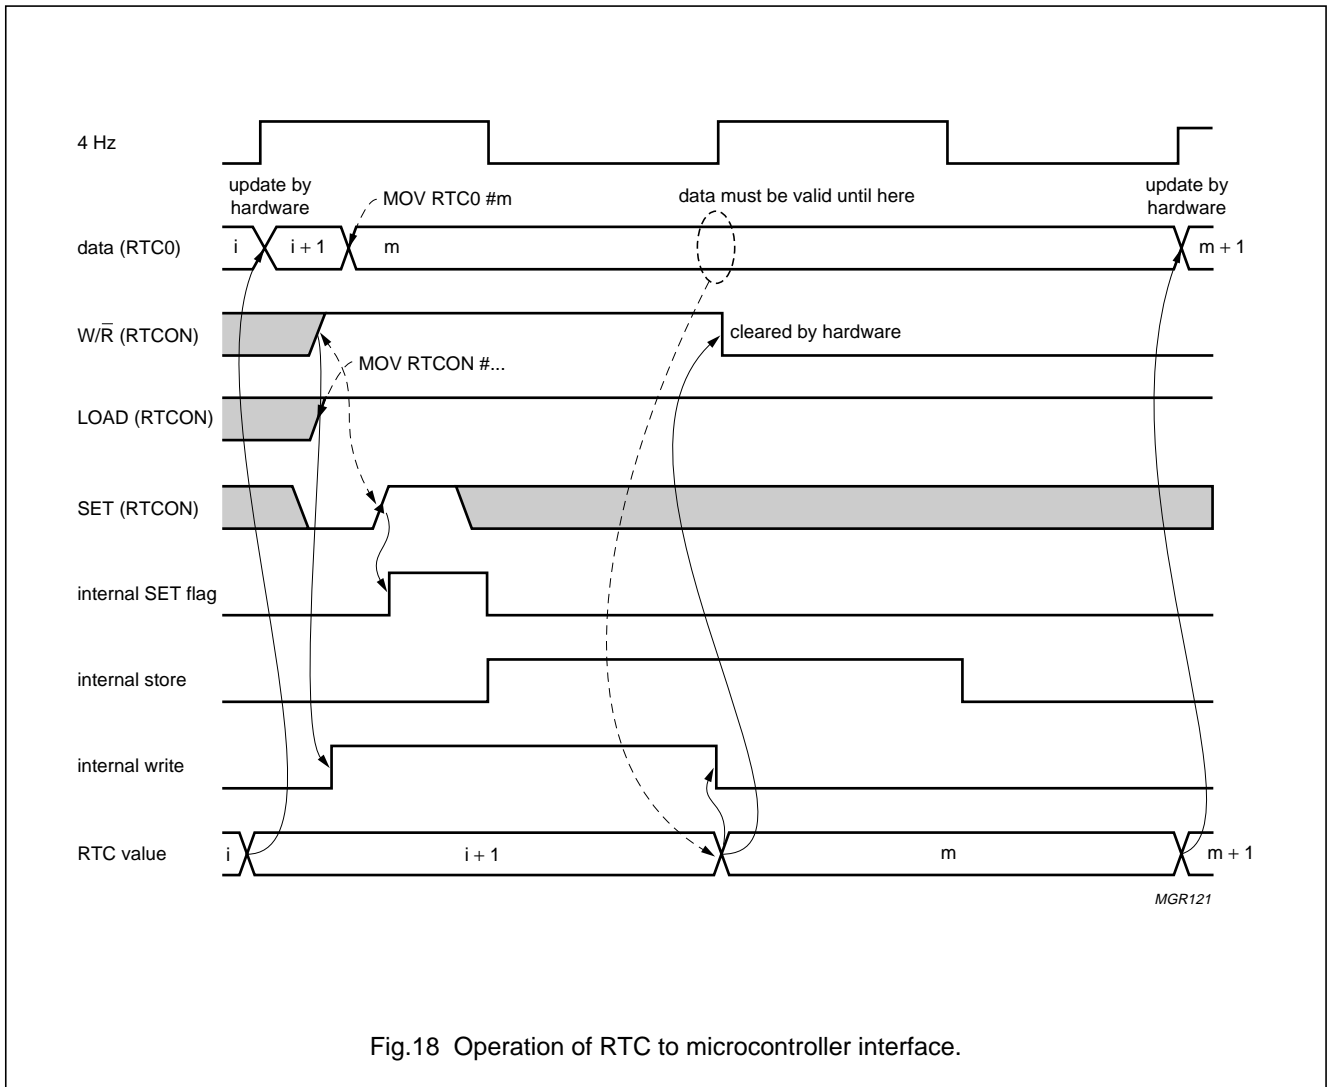 4 Hz
update by
hardware
MOV RTC0 #m
data must be valid until here
update by
hardware
data (RTC0)
i
i + 1
m
m + 1
W/R̅ (RTCON)
cleared by hardware
MOV RTCON #...
LOAD (RTCON)
SET (RTCON)
internal SET flag
internal store
internal write
RTC value
i
i + 1
m
m + 1
MGR121
Fig.18 Operation of RTC to microcontroller interface.